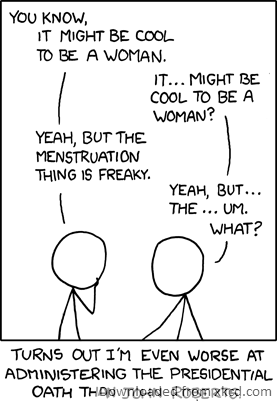 YOU KNOW,
IT MIGHT BE COOL
TO BE A WOMAN.
IT... MIGHT BE
COOL TO BE A
WOMAN?
YEAH, BUT THE
MENSTRUATION
THING IS FREAKY.
YEAH, BUT...
THE ... UM.
WHAT?
TURNS OUT I'M EVEN WORSE AT
ADMINISTERING THE PRESIDENTIAL
OATH THAN JOHN ROBERTS.